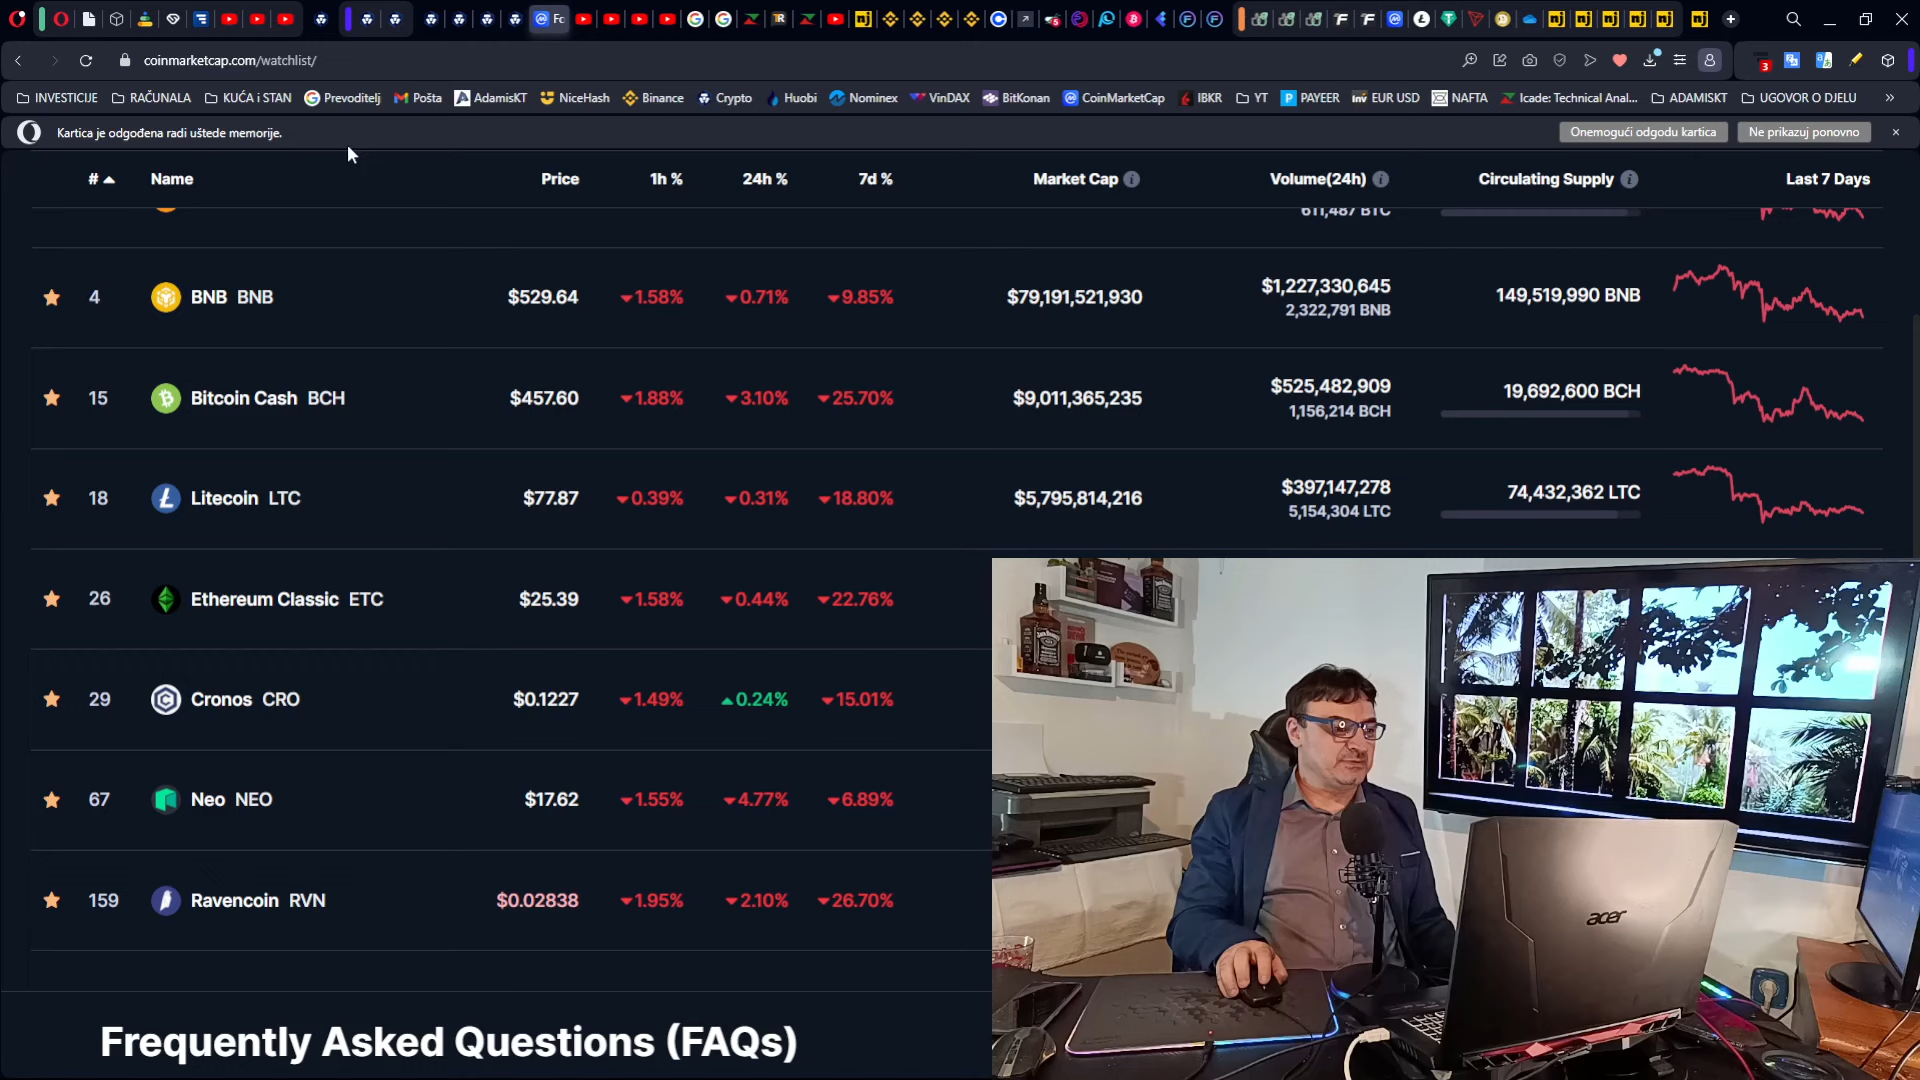 Fc
coinmarketcap.com/watchlist/
3
INVESTICIJE RAČUNALA KUĆA i STAN Prevoditelj Pošta AdamisKT NiceHash Binance Crypto Huobi Nominex VinDAX BitKonan CoinMarketCap IBKR YT PAYEER EUR USD NAFTA Icade: Technical Anal... ADAMISKT UGOVOR O DJELU
Kartica je odgođena radi uštede memorije. Onemogući odgodu kartica Ne prikazuj ponovno
# Name Price 1h % 24h % 7d % Market Cap Volume(24h) Circulating Supply Last 7 Days
611,487 BTC
4 BNB BNB $529.64 1.58% 0.71% 9.85% $79,191,521,930 $1,227,330,645 149,519,990 BNB
2,322,791 BNB
15 Bitcoin Cash BCH $457.60 1.88% 3.10% 25.70% $9,011,365,235 $525,482,909 19,692,600 BCH
1,156,214 BCH
18 Litecoin LTC $77.87 0.39% 0.31% 18.80% $5,795,814,216 $397,147,278 74,432,362 LTC
5,154,304 LTC
26 Ethereum Classic ETC $25.39 1.58% 0.44% 22.76%
29 Cronos CRO $0.1227 1.49% 0.24% 15.01%
67 Neo NEO $17.62 1.55% 4.77% 6.89%
159 Ravencoin RVN $0.02838 1.95% 2.10% 26.70%
acer
Frequently Asked Questions (FAQs)